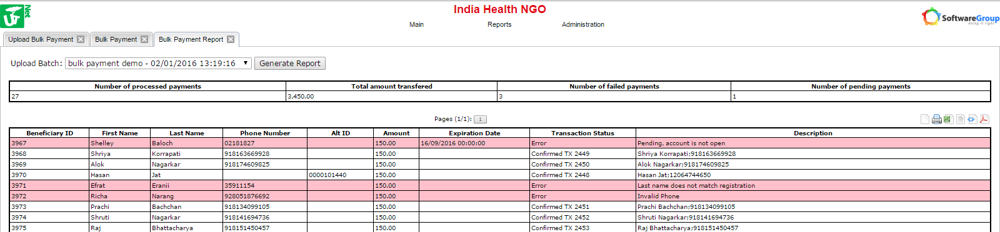 UT Net
India Health NGO
Main Reports Administration
SoftwareGroup
doing it right
Upload Bulk Payment Bulk Payment Bulk Payment Report
Upload Batch: bulk payment demo - 02/01/2016 13:19:16 Generate Report
Number of processed payments Total amount transfered Number of failed payments Number of pending payments
27 3,450.00 3 1
Pages (1/1): 1
Beneficiary ID First Name Last Name Phone Number Alt ID Amount Expiration Date Transaction Status Description
3967 Shelley Baloch 02181827 150.00 16/09/2016 00:00:00 Error Pending, account is not open
3968 Shriya Korrapati 918163669928 150.00 Confirmed TX 2449 Shriya Korrapati;918163669928
3969 Alok Nagarkar 918174609825 150.00 Confirmed TX 2450 Alok Nagarkar;918174609825
3970 Hasan Jat 0000101440 150.00 Confirmed TX 2448 Hasan Jat;12064744650
3971 Efrat Eranii 35911154 150.00 Error Last name does not match registration
3972 Richa Narang 928051876692 150.00 Error Invalid Phone
3973 Prachi Bachchan 918134099105 150.00 Confirmed TX 2451 Prachi Bachchan;918134099105
3974 Shruti Nagarkar 918141694736 150.00 Confirmed TX 2452 Shruti Nagarkar;918141694736
3975 Raj Bhattacharya 918151450457 150.00 Confirmed TX 2453 Raj Bhattacharya;918151450457